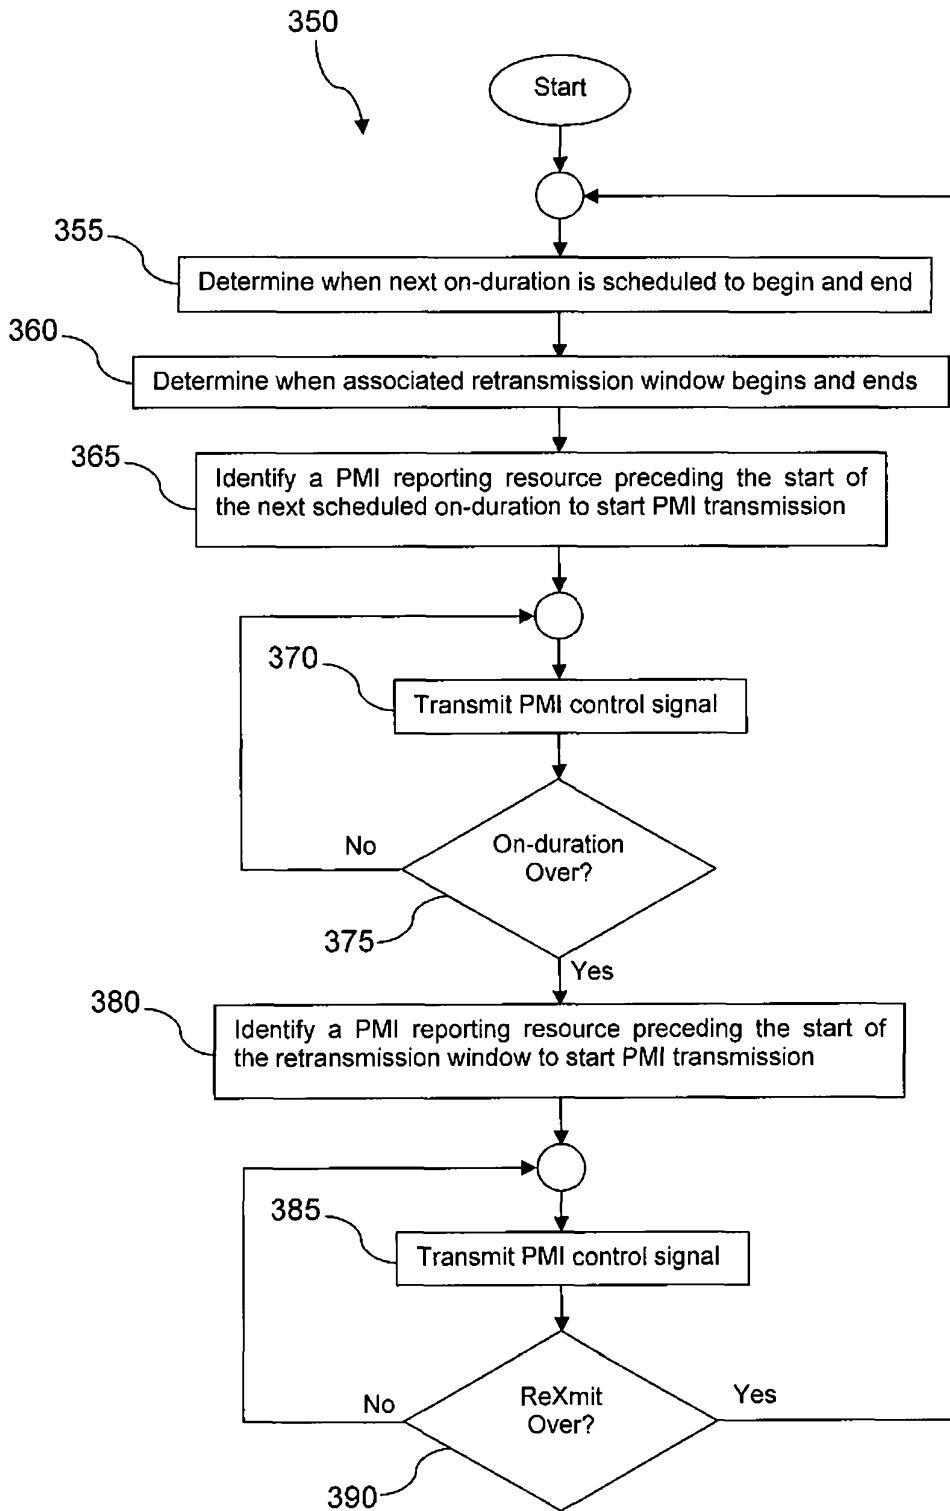 350
Start
355
Determine when next on-duration is scheduled to begin and end
360
Determine when associated retransmission window begins and ends
365
Identify a PMI reporting resource preceding the start of
the next scheduled on-duration to start PMI transmission
370
Transmit PMI control signal
No
On-duration
Over?
375
Yes
380
Identify a PMI reporting resource preceding the start of
the retransmission window to start PMI transmission
385
Transmit PMI control signal
No
ReXmit
Over?
Yes
390